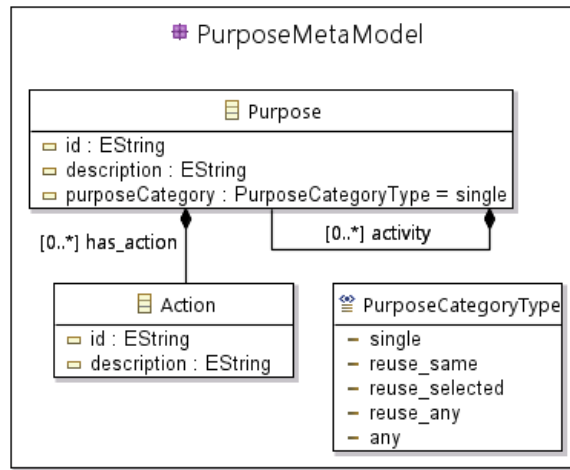 PurposeMetaModel
Purpose
id : EString
description : EString
purposeCategory : PurposeCategoryType = single
[0..*] has_action
[0..*] activity
Action
id : EString
description : EString
PurposeCategoryType
single
reuse_same
reuse_selected
reuse_any
any